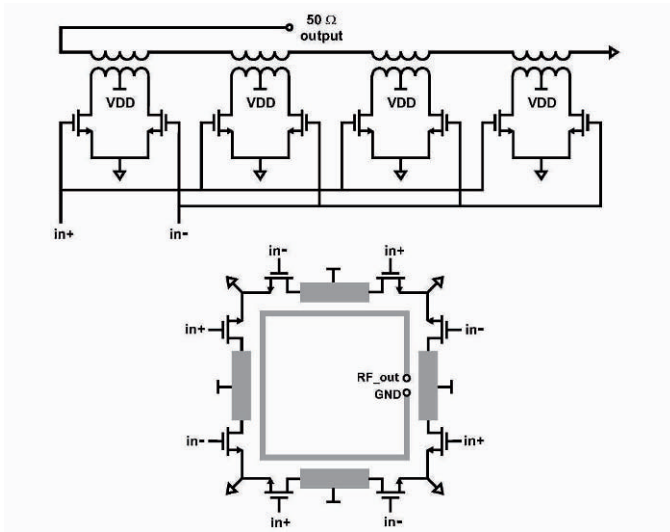 50 Ω
output
VDD VDD VDD VDD
in+ in-
in- in+
in+ in-
RF_out
GND
in- in+
in+ in-